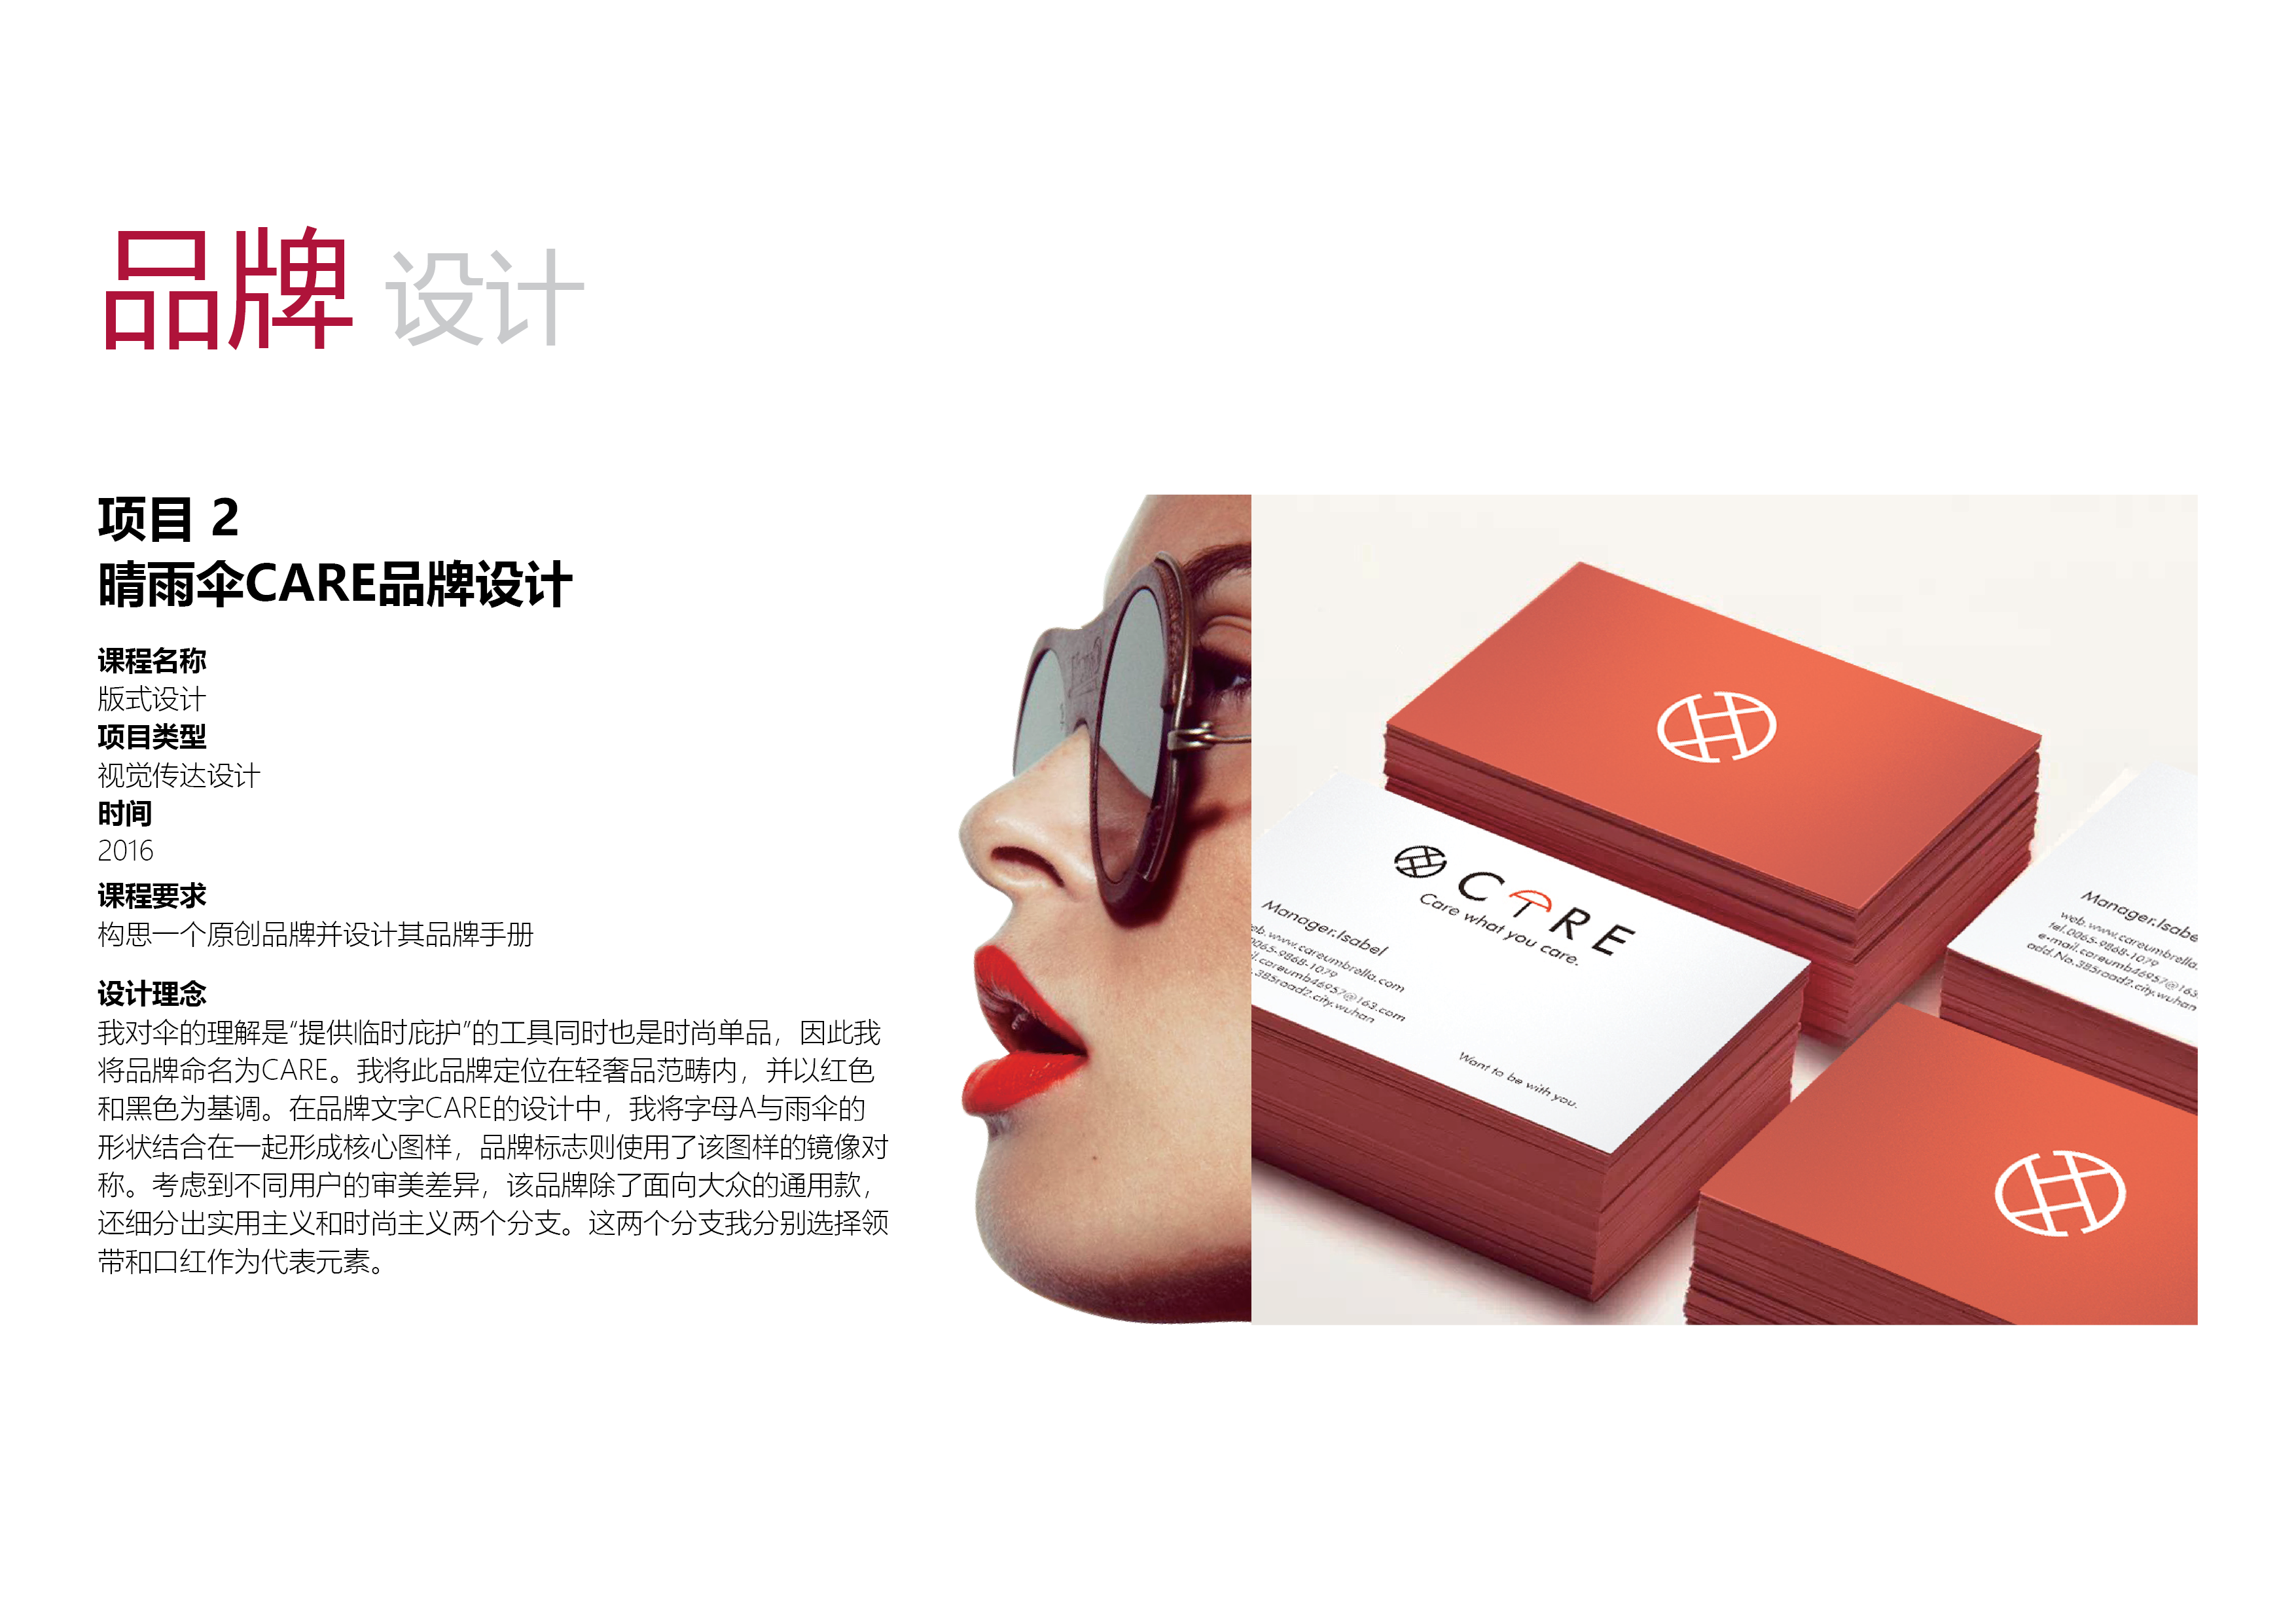 品牌 设计
项目 2
晴雨伞CARE品牌设计
课程名称
版式设计
项目类型
视觉传达设计
时间
2016
课程要求
构思一个原创品牌并设计其品牌手册
设计理念
我对伞的理解是“提供临时庇护”的工具同时也是时尚单品，因此我
将品牌命名为CARE。我将此品牌定位在轻奢品范畴内，并以红色
和黑色为基调。在品牌文字CARE的设计中，我将字母A与雨伞的
形状结合在一起形成核心图样，品牌标志则使用了该图样的镜像对
称。考虑到不同用户的审美差异，该品牌除了面向大众的通用款，
还细分出实用主义和时尚主义两个分支。这两个分支我分别选择领
带和口红作为代表元素。
CARE
Care what you care.
Manager.Isabel
eb.www.careumbrella.com
065-9868-1079
l.careumb46957@163.com
.385road2.city.wuhan
Want to be with you.
Manager.Isabe
web.www.careumbrella.
tel.0065-9868-1079
e-mail.careumb46957@163.
add.No.385road2.city.wuhan